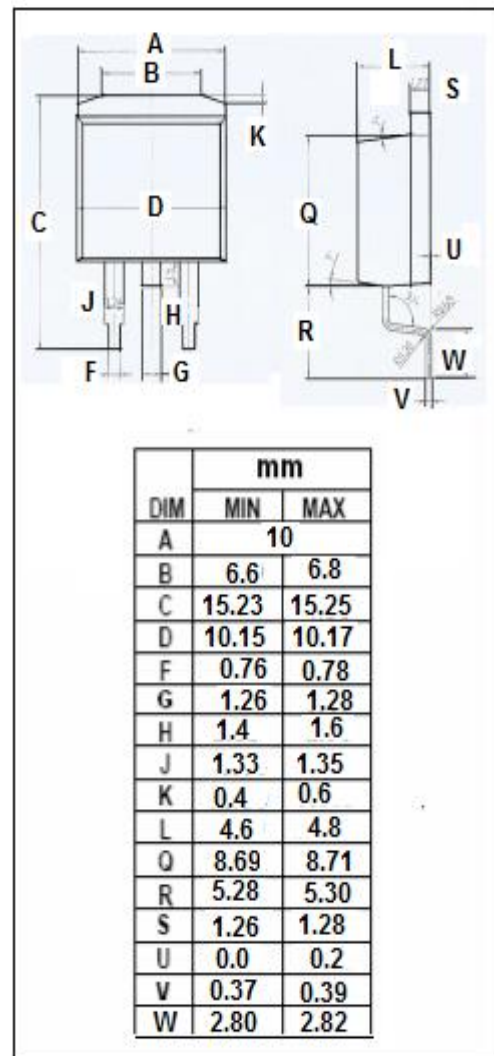 A
B
L
S
K
C
D
Q
U
J
H
R
F
G
W
V
mm
DIM MIN MAX
A 10
B 6.6 6.8
C 15.23 15.25
D 10.15 10.17
F 0.76 0.78
G 1.26 1.28
H 1.4 1.6
J 1.33 1.35
K 0.4 0.6
L 4.6 4.8
Q 8.69 8.71
R 5.28 5.30
S 1.26 1.28
U 0.0 0.2
V 0.37 0.39
W 2.80 2.82